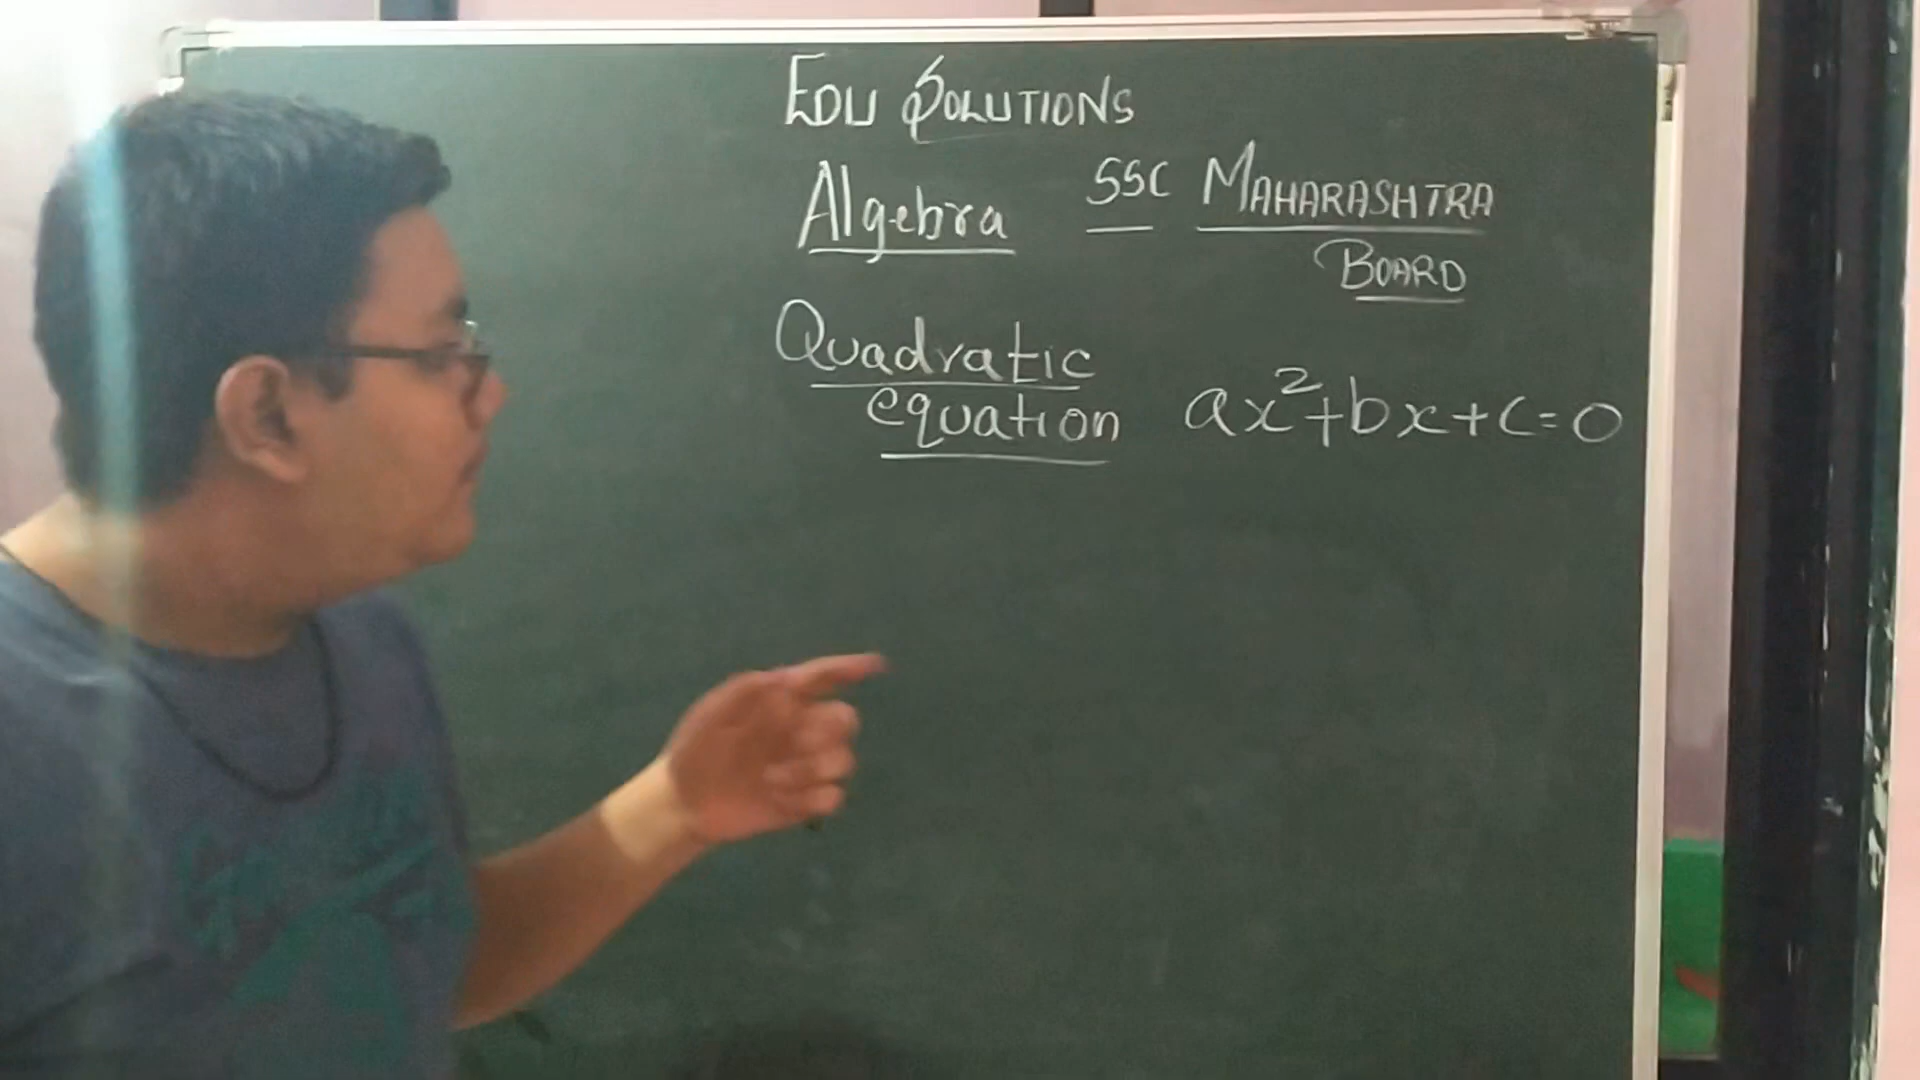 EDU SOLUTIONS
Algebra SSC MAHARASHTRA
BOARD
Quadratic
equation ax²+bx+c=0